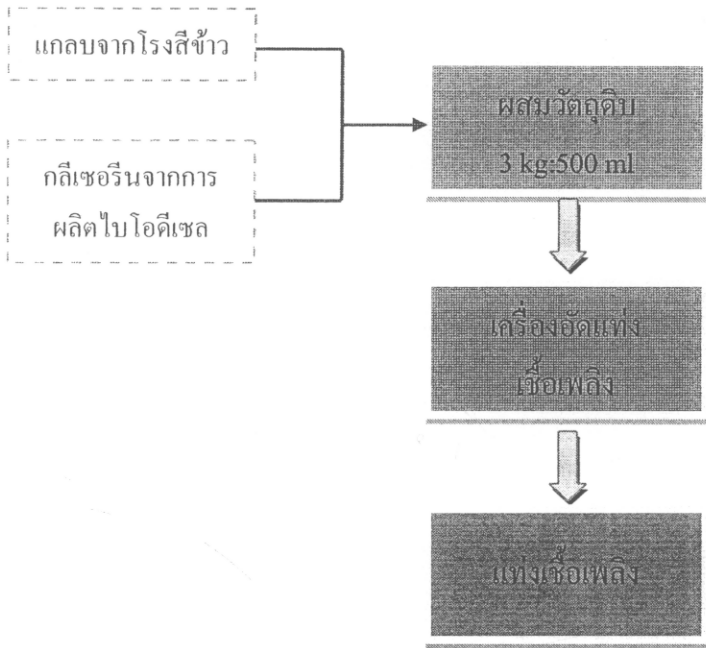 แกลบจากโรงสีข้าว
กลีเซอรีนจากการ
ผลิตไบโอดีเซล
ผสมวัตถุดิบ
3 kg:500 ml
เครื่องอัดแท่ง
เชื้อเพลิง
แท่งเชื้อเพลิง